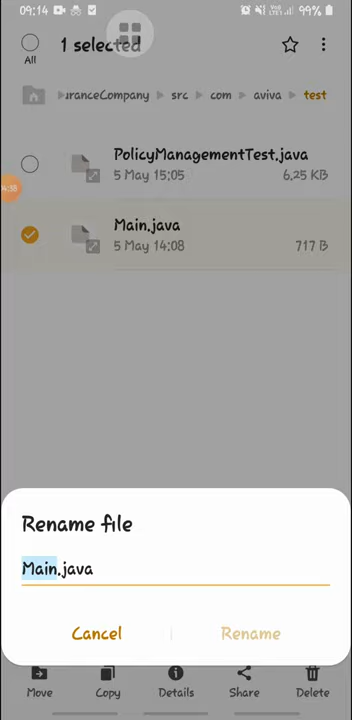 09:14
99%
All
1 selected
uranceCompany src com aviva test
PolicyManagementTest.java
5 May 15:05 6.25 KB
Main.java
5 May 14:08 717 B
Rename file
Main.java
Cancel Rename
Move Copy Details Share Delete